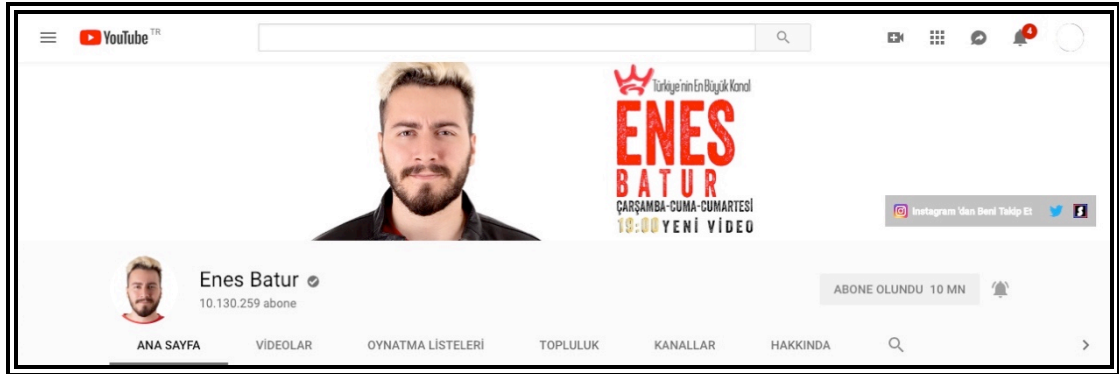 YouTube TR
4
Türkiye'nin En Büyük Kanal
ENES
BATUR
ÇARŞAMBA-CUMA-CUMARTESİ
19:00 YENİ VİDEO
Instagram 'dan Beni Takip Et
Enes Batur
10.130.259 abone
ABONE OLUNDU 10 MN
ANA SAYFA VİDEOLAR OYNATMA LİSTELERİ TOPLULUK KANALLAR HAKKINDA